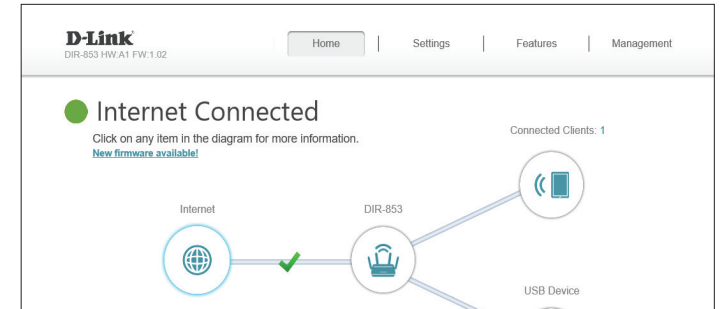 D-Link
DIR-853 HW:A1 FW:1.02
Home
Settings
Features
Management
Internet Connected
Click on any item in the diagram for more information.
New firmware available!
Connected Clients: 1
Internet
DIR-853
USB Device